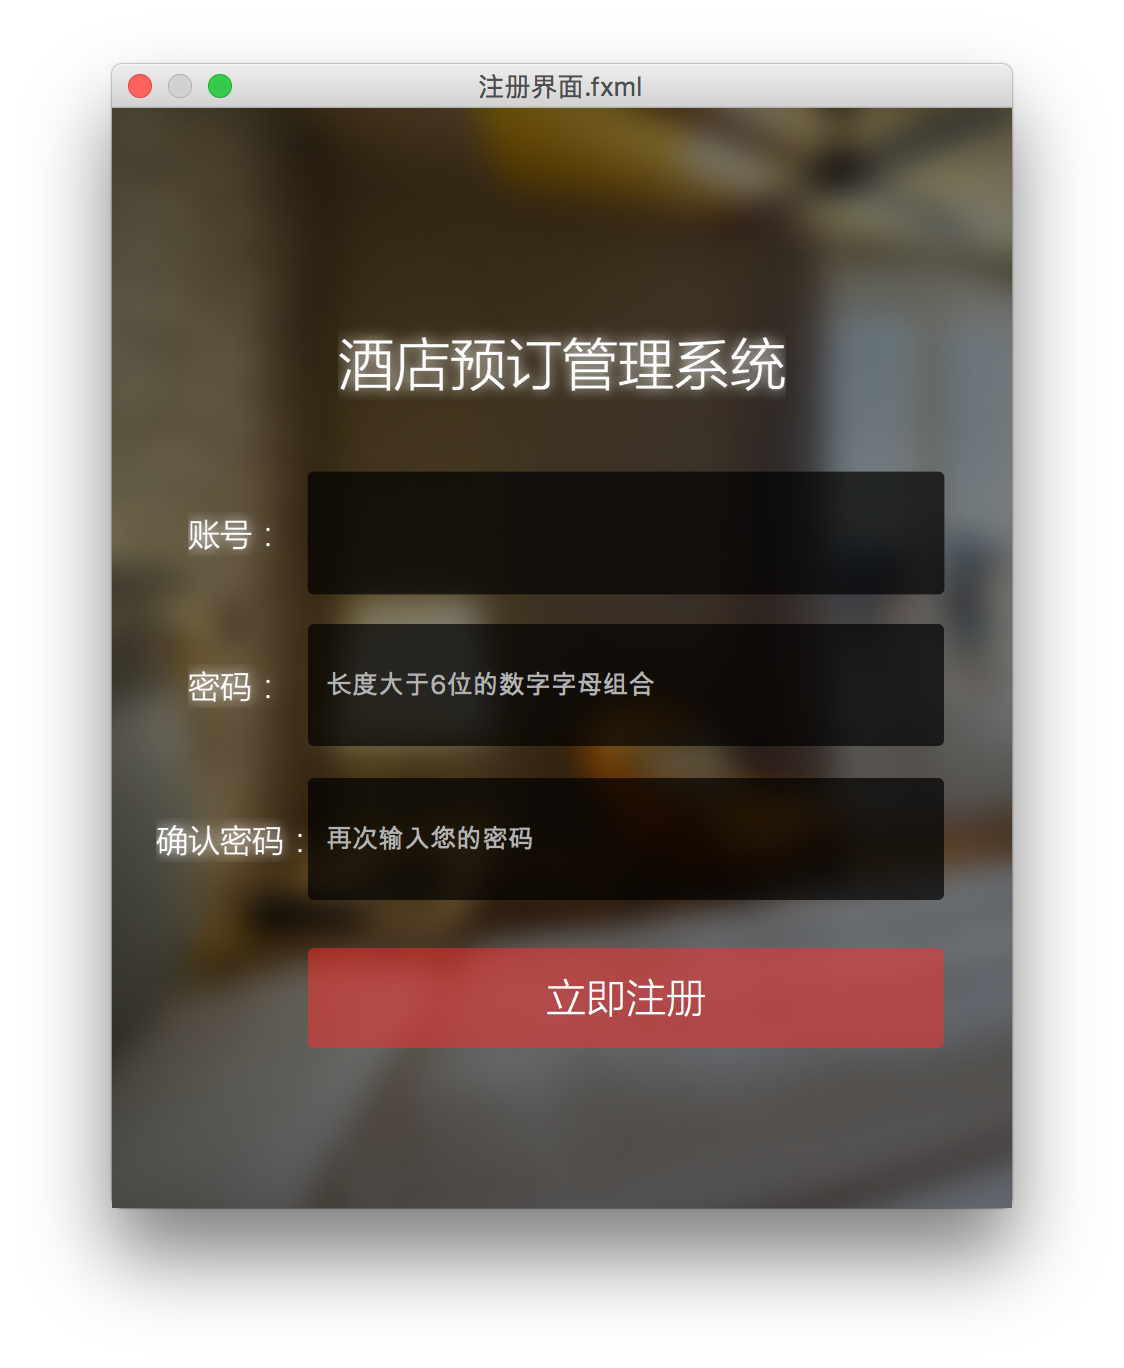 注册界面.fxml
酒店预订管理系统
账号：
密码：
长度大于6位的数字字母组合
确认密码：
再次输入您的密码
立即注册